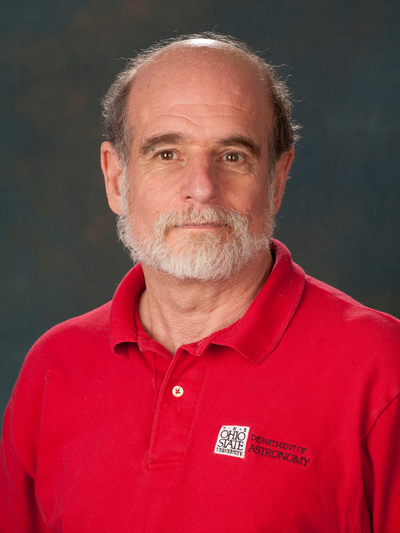 THE
OHIO
STATE
UNIVERSITY
DEPARTMENT OF
ASTRONOMY